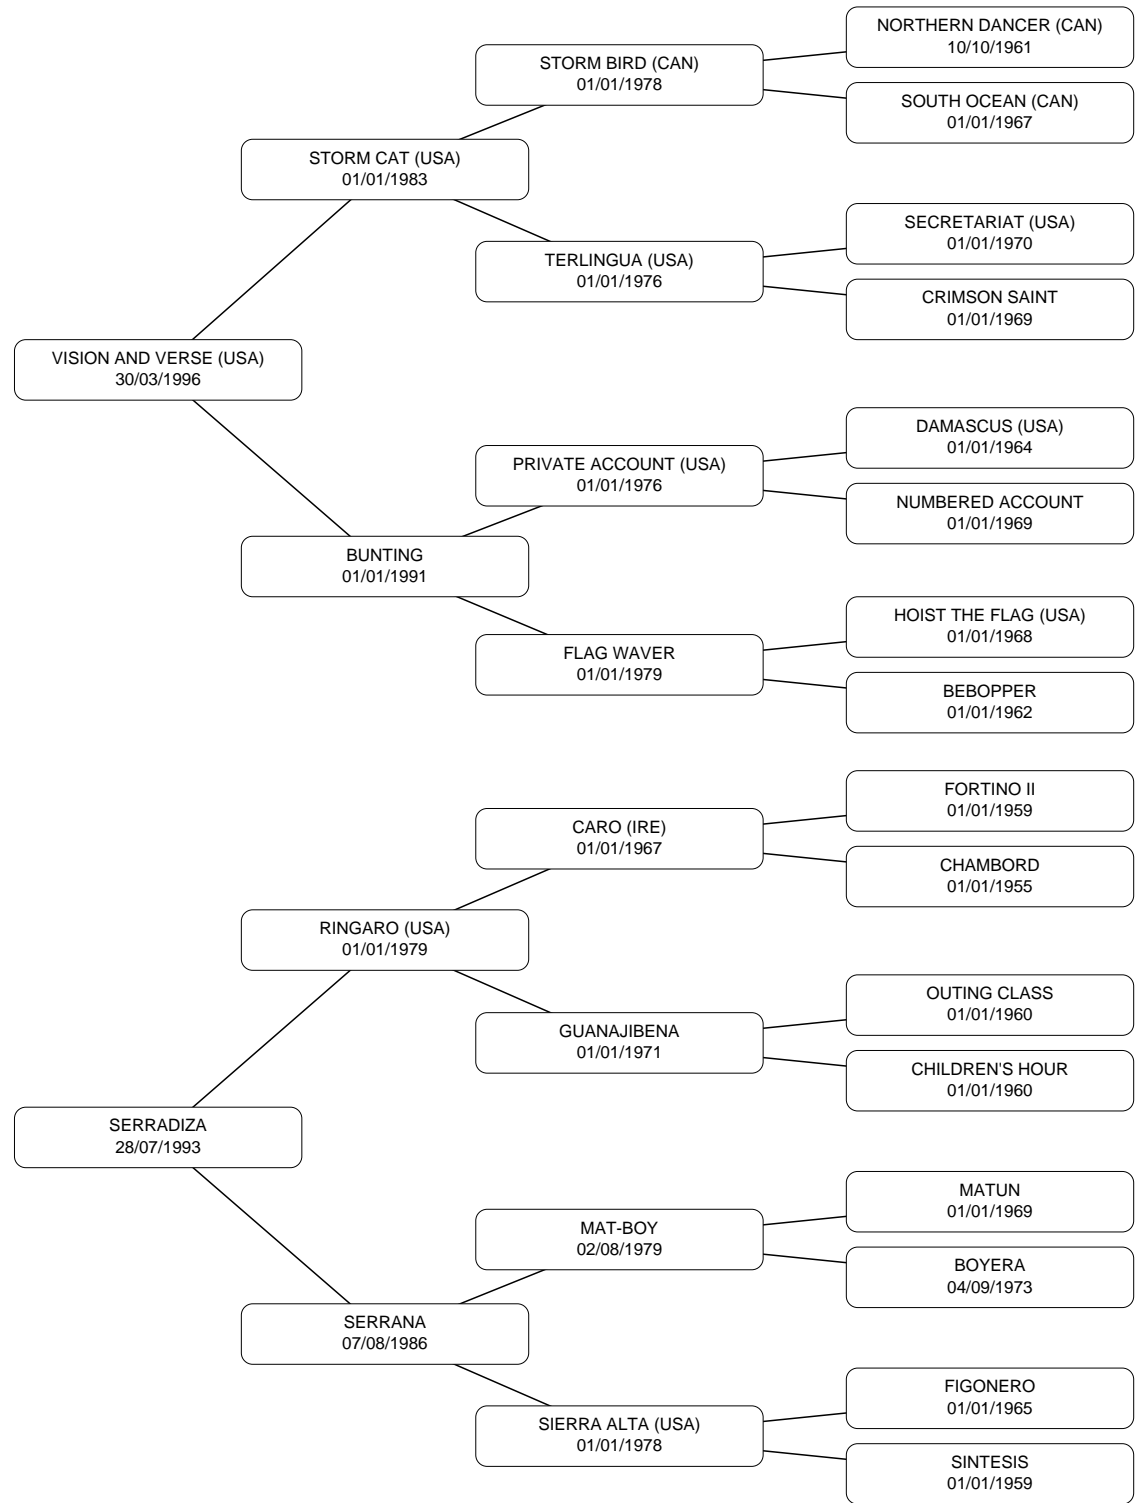 NORTHERN DANCER (CAN)
10/10/1961
STORM BIRD (CAN)
01/01/1978
SOUTH OCEAN (CAN)
01/01/1967
STORM CAT (USA)
01/01/1983
SECRETARIAT (USA)
01/01/1970
TERLINGUA (USA)
01/01/1976
CRIMSON SAINT
01/01/1969
VISION AND VERSE (USA)
30/03/1996
DAMASCUS (USA)
01/01/1964
PRIVATE ACCOUNT (USA)
01/01/1976
NUMBERED ACCOUNT
01/01/1969
BUNTING
01/01/1991
HOIST THE FLAG (USA)
01/01/1968
FLAG WAVER
01/01/1979
BEBOPPER
01/01/1962
FORTINO II
01/01/1959
CARO (IRE)
01/01/1967
CHAMBORD
01/01/1955
RINGARO (USA)
01/01/1979
OUTING CLASS
01/01/1960
GUANAJIBENA
01/01/1971
CHILDREN'S HOUR
01/01/1960
SERRADIZA
28/07/1993
MATUN
01/01/1969
MAT-BOY
02/08/1979
BOYERA
04/09/1973
SERRANA
07/08/1986
FIGONERO
01/01/1965
SIERRA ALTA (USA)
01/01/1978
SINTESIS
01/01/1959